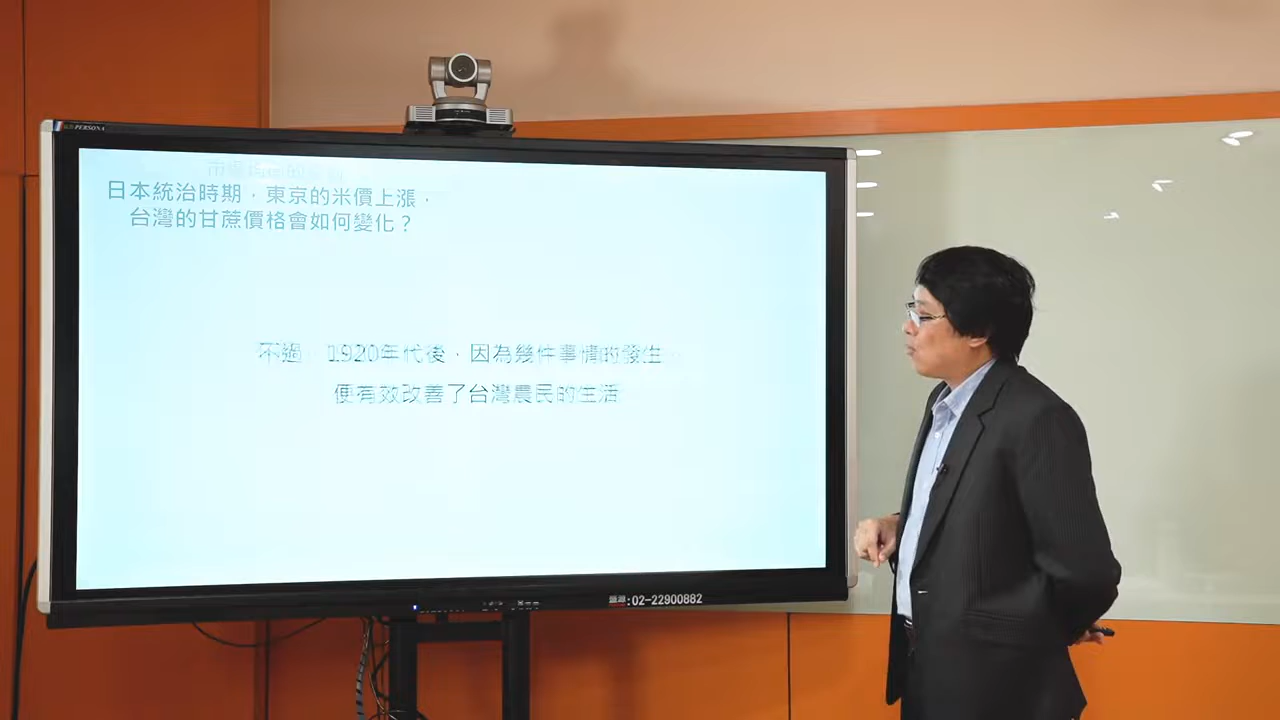 PERSONA
日本統治時期，東京的米價上漲，
台灣的甘蔗價格會如何變化？
不過，1920年代後，因為幾件事情的發生
便有效改善了台灣農民的生活
:02-22900882